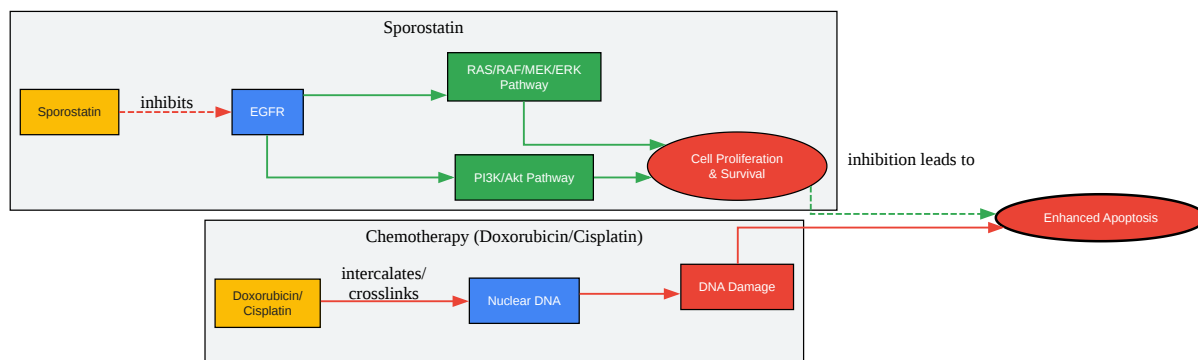 Sporostatin
RAS/RAF/MEK/ERK
Pathway
Sporostatin
inhibits
EGFR
Cell Proliferation
& Survival
inhibition leads to
PI3K/Akt Pathway
Enhanced Apoptosis
Chemotherapy (Doxorubicin/Cisplatin)
Doxorubicin/
Cisplatin
intercalates/
crosslinks
Nuclear DNA
DNA Damage